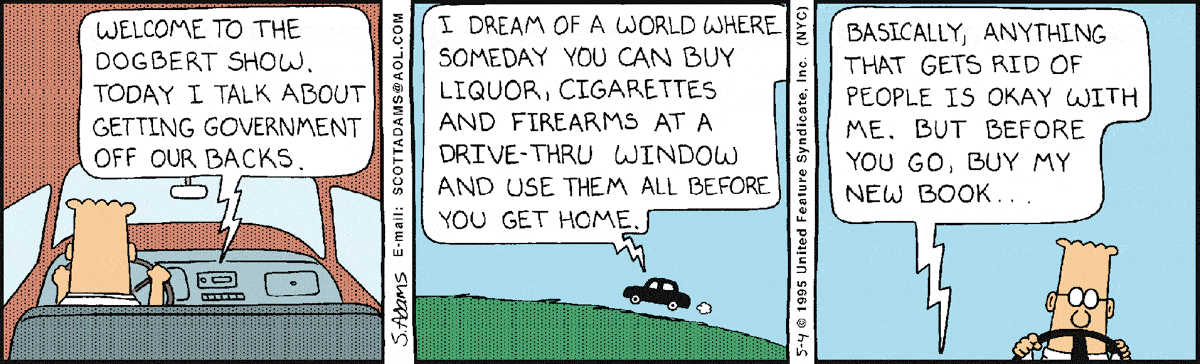 WELCOME TO THE
DOGBERT SHOW.
TODAY I TALK ABOUT
GETTING GOVERNMENT
OFF OUR BACKS.
S.ADAMS E-mail: SCOTTADAMS@AOL.COM
I DREAM OF A WORLD WHERE
SOMEDAY YOU CAN BUY
LIQUOR, CIGARETTES
AND FIREARMS AT A
DRIVE-THRU WINDOW
AND USE THEM ALL BEFORE
YOU GET HOME.
5-4 © 1995 United Feature Syndicate, Inc. (NYC)
BASICALLY, ANYTHING
THAT GETS RID OF
PEOPLE IS OKAY WITH
ME. BUT BEFORE
YOU GO, BUY MY
NEW BOOK...